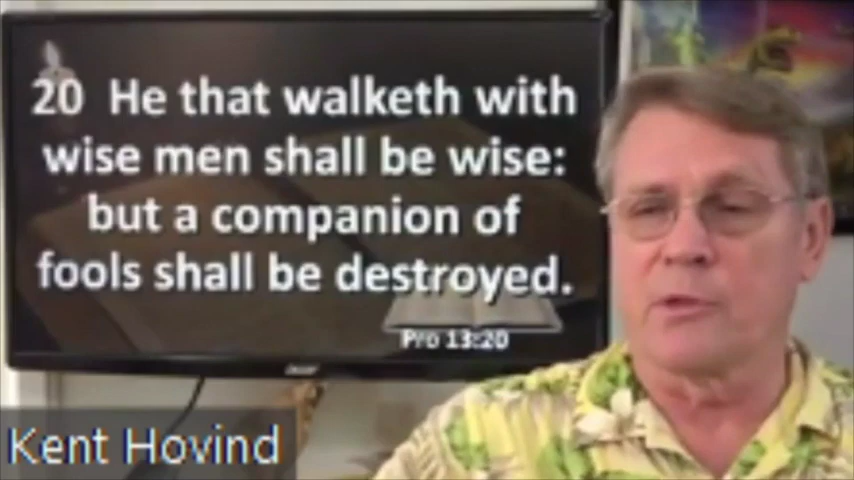 20 He that walketh with
wise men shall be wise:
but a companion of
fools shall be destroyed.
Pro 13:20
acer
Kent Hovind